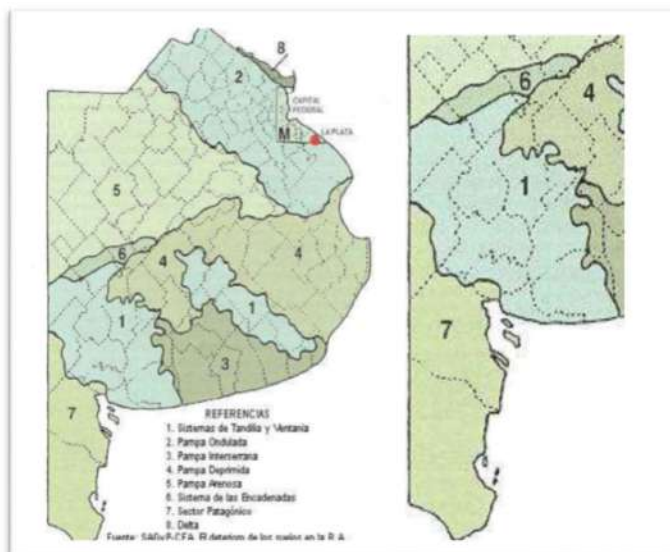 8
2
CAPITAL
FEDERAL
M
LA PLATA
5
6
4
4
1
1
3
7
REFERENCIAS
1. Sistemas de Tandilia y Ventania
2. Pampa Ondulada
3. Pampa Interserrana
4. Pampa Deprimida
5. Pampa Arenosa
6. Sistema de las Encadenadas
7. Sector Patagónico
8. Delta
Fuente: SAGyP-CFA. El deterioro de los suelos en la R.A.
6
4
1
7